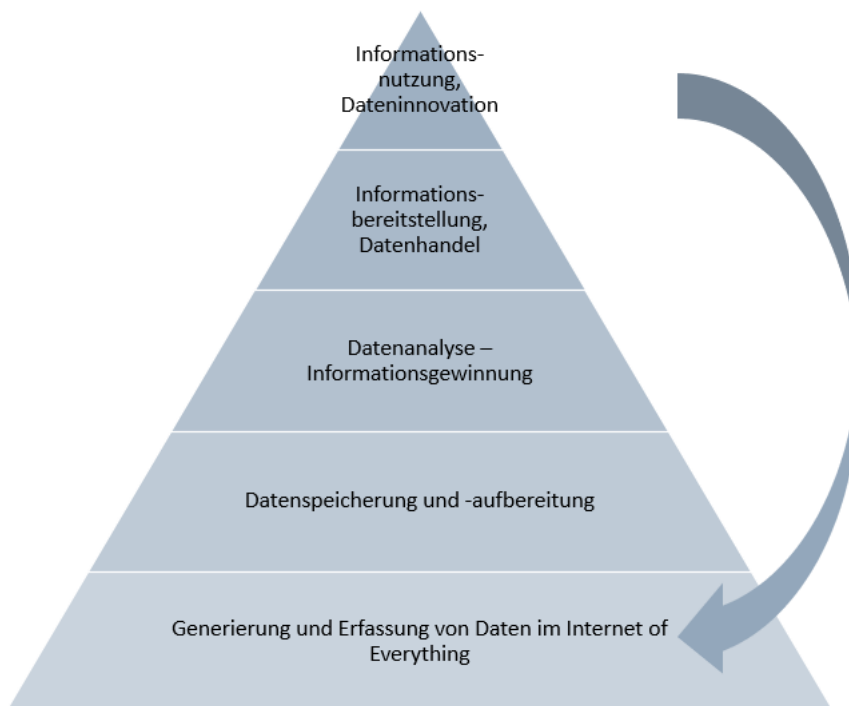 Informations-
nutzung,
Dateninnovation
Informations-
bereitstellung,
Datenhandel
Datenanalyse –
Informationsgewinnung
Datenspeicherung und -aufbereitung
Generierung und Erfassung von Daten im Internet of
Everything